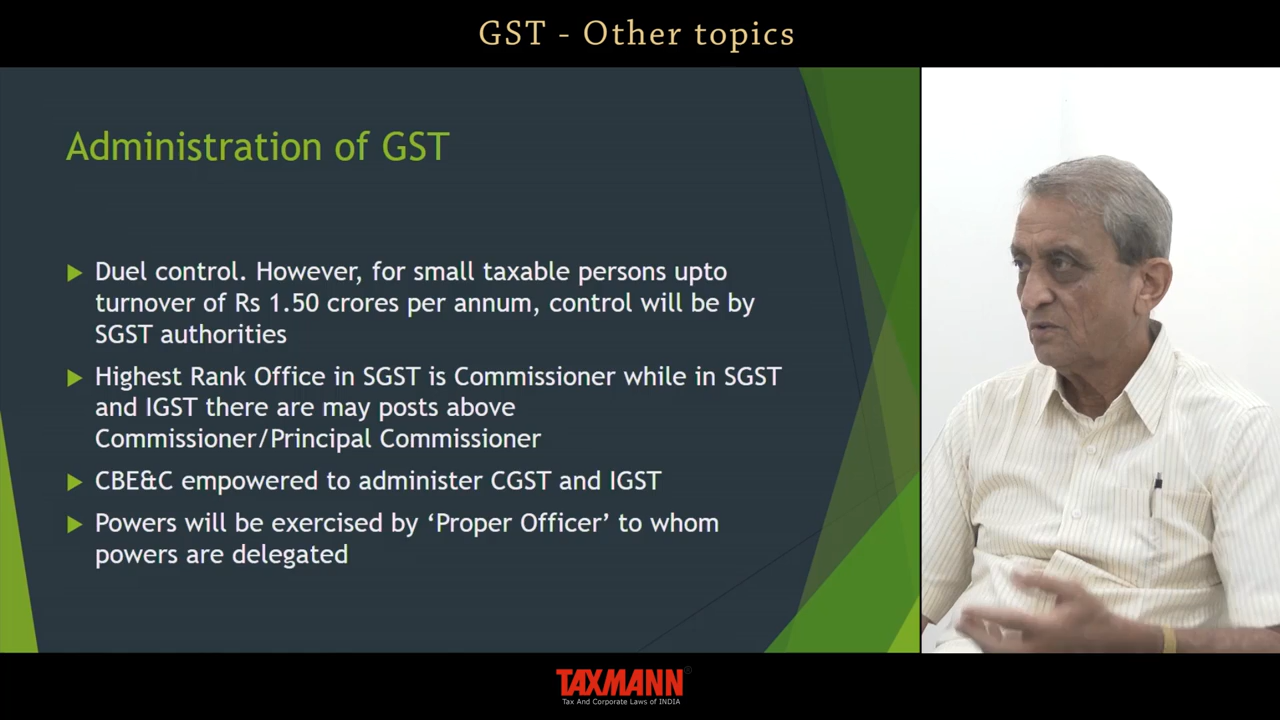 GST - Other topics
Administration of GST
Duel control. However, for small taxable persons upto
turnover of Rs 1.50 crores per annum, control will be by
SGST authorities
Highest Rank Office in SGST is Commissioner while in SGST
and IGST there are may posts above
Commissioner/Principal Commissioner
CBE&C empowered to administer CGST and IGST
Powers will be exercised by ‘Proper Officer’ to whom
powers are delegated
TAXMANN®
Tax And Corporate Laws of INDIA